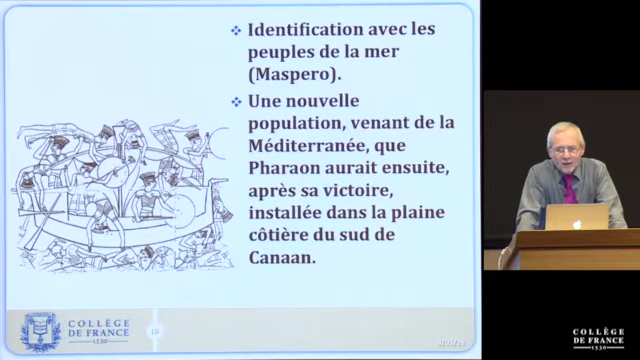 Identification avec les
peuples de la mer
(Maspero).
Une nouvelle
population, venant de la
Méditerranée, que
Pharaon aurait ensuite,
après sa victoire,
installée dans la plaine
côtière du sud de
Canaan.
COLLÈGE
DE FRANCE
1530
COLLÈGE
DE FRANCE
1530